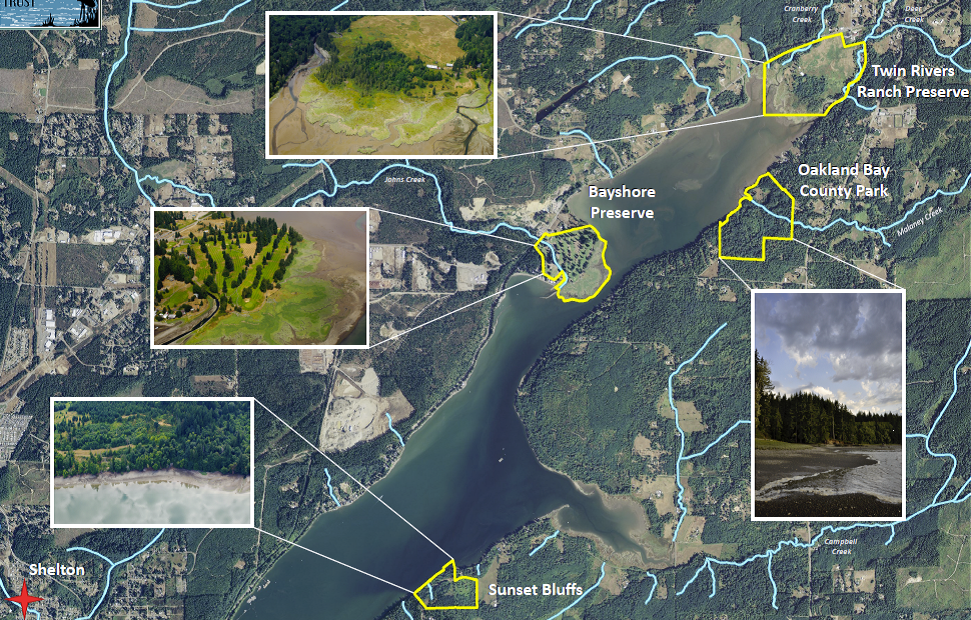 TRUST
Cranberry
Creek
Deer
Creek
Twin Rivers
Ranch Preserve
Oakland Bay
County Park
Johns Creek
Bayshore
Preserve
Malaney Creek
Campbell
Creek
Shelton
Sunset Bluffs